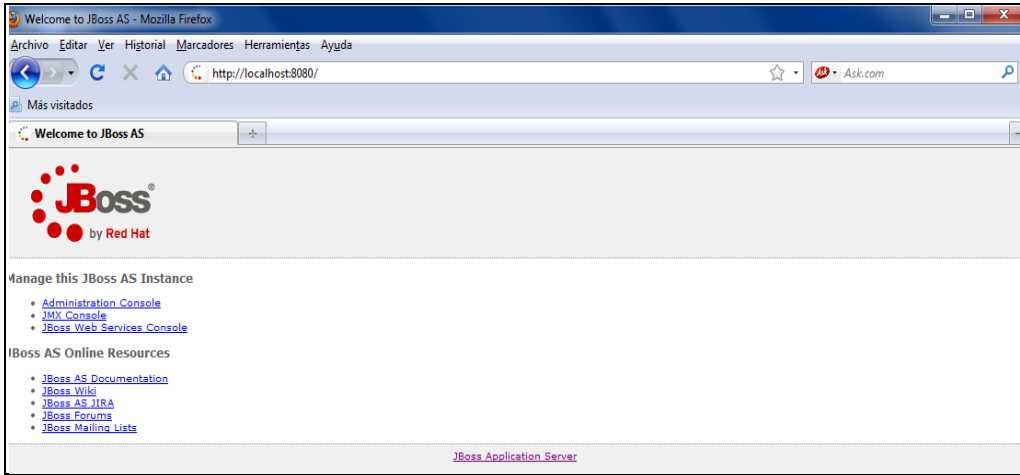 Welcome to JBoss AS - Mozilla Firefox
Archivo Editar Ver Historial Marcadores Herramientas Ayuda
http://localhost:8080/ Ask Ask.com
Más visitados
Welcome to JBoss AS
JBoss®
by Red Hat
Manage this JBoss AS Instance
• Administration Console
• JMX Console
• JBoss Web Services Console
JBoss AS Online Resources
• JBoss AS Documentation
• JBoss Wiki
• JBoss AS JIRA
• JBoss Forums
• JBoss Mailing Lists
JBoss Application Server